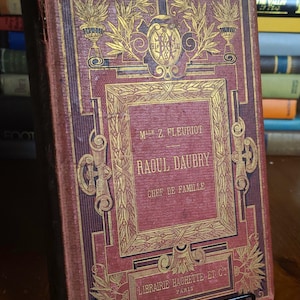 Mlle Z. FLEURIOT
RAOUL DAUBRY
CHEF DE FAMILLE
LIBRAIRIE HACHETTE ET Cie
PARIS